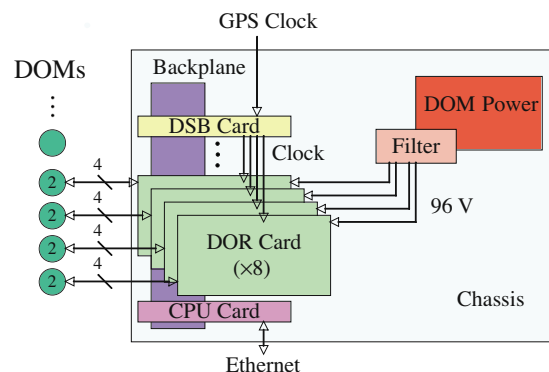 GPS Clock
DOMs
Backplane
DOM Power
DSB Card
Filter
Clock
4
2
4
2
96 V
4
2
DOR Card
(×8)
4
2
Chassis
CPU Card
Ethernet